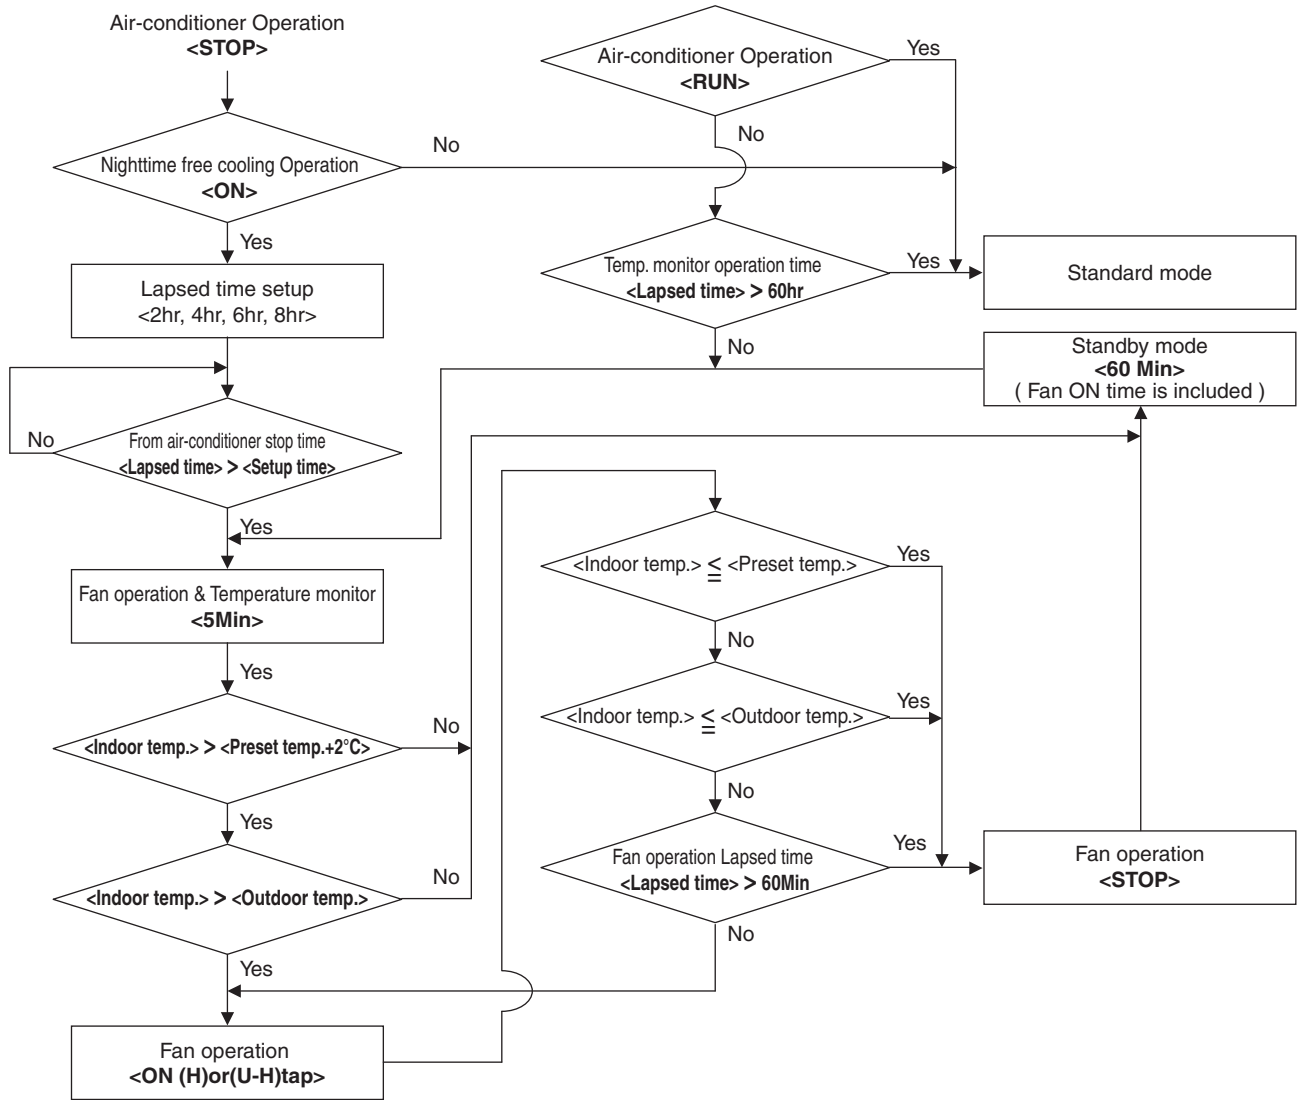 Air-conditioner Operation
<STOP>
Nighttime free cooling Operation
<ON>
No
Yes
Lapsed time setup
<2hr, 4hr, 6hr, 8hr>
From air-conditioner stop time
<Lapsed time> > <Setup time>
No
Yes
Fan operation & Temperature monitor
<5Min>
Yes
<Indoor temp.> > <Preset temp.+2°C>
No
Yes
<Indoor temp.> > <Outdoor temp.>
No
Yes
Fan operation
<ON (H)or(U-H)tap>
Air-conditioner Operation
<RUN>
Yes
No
Temp. monitor operation time
<Lapsed time> > 60hr
Yes
No
Standard mode
Standby mode
<60 Min>
( Fan ON time is included )
<Indoor temp.> ≦ <Preset temp.>
Yes
No
<Indoor temp.> ≦ <Outdoor temp.>
Yes
No
Fan operation Lapsed time
<Lapsed time> > 60Min
Yes
No
Fan operation
<STOP>